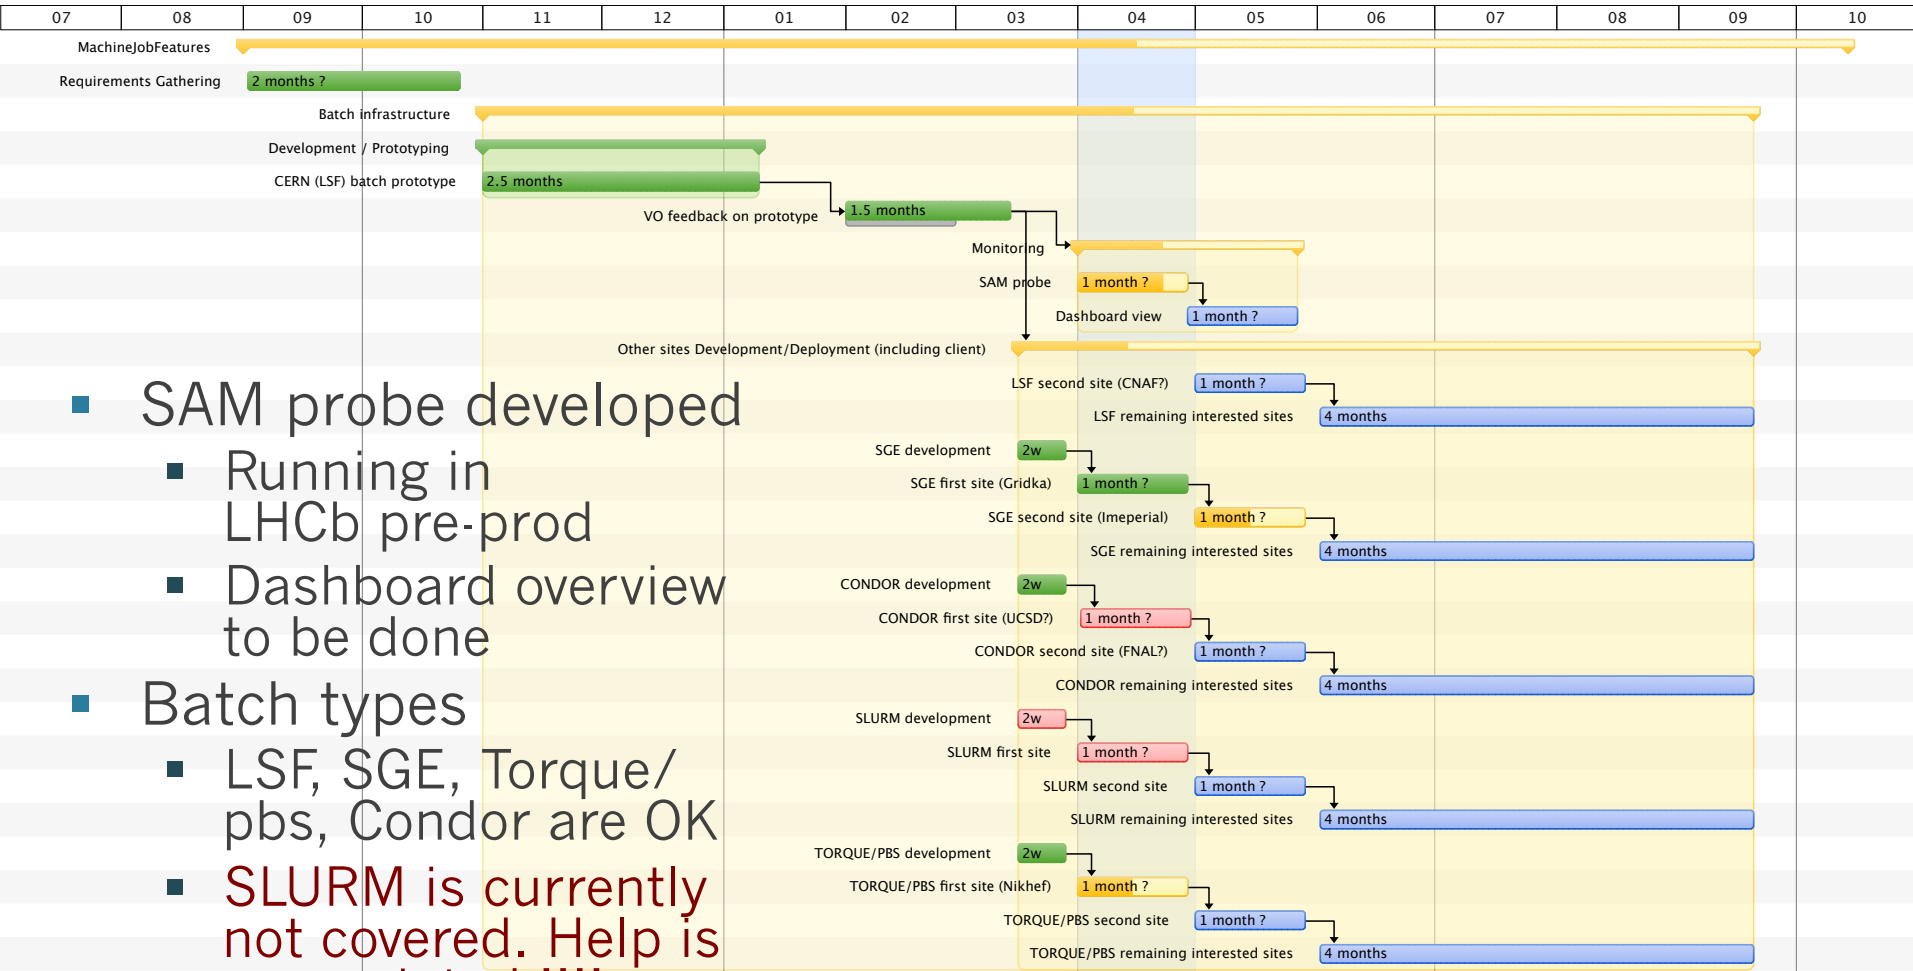 07 08 09 10 11 12 01 02 03 04 05 06 07 08 09 10
MachineJobFeatures
Requirements Gathering 2 months ?
Batch infrastructure
Development / Prototyping
CERN (LSF) batch prototype 2.5 months
VO feedback on prototype 1.5 months
Monitoring
SAM probe 1 month ?
Dashboard view 1 month ?
Other sites Development/Deployment (including client)
LSF second site (CNAF?) 1 month ?
LSF remaining interested sites 4 months
SGE development 2w
SGE first site (Gridka) 1 month ?
SGE second site (Imeperial) 1 month ?
SGE remaining interested sites 4 months
CONDOR development 2w
CONDOR first site (UCSD?) 1 month ?
CONDOR second site (FNAL?) 1 month ?
CONDOR remaining interested sites 4 months
SLURM development 2w
SLURM first site 1 month ?
SLURM second site 1 month ?
SLURM remaining interested sites 4 months
TORQUE/PBS development 2w
TORQUE/PBS first site (Nikhef) 1 month ?
TORQUE/PBS second site 1 month ?
TORQUE/PBS remaining interested sites 4 months
SAM probe developed
Running in
LHCb pre-prod
Dashboard overview
to be done
Batch types
LSF, SGE, Torque/
pbs, Condor are OK
SLURM is currently
not covered. Help is